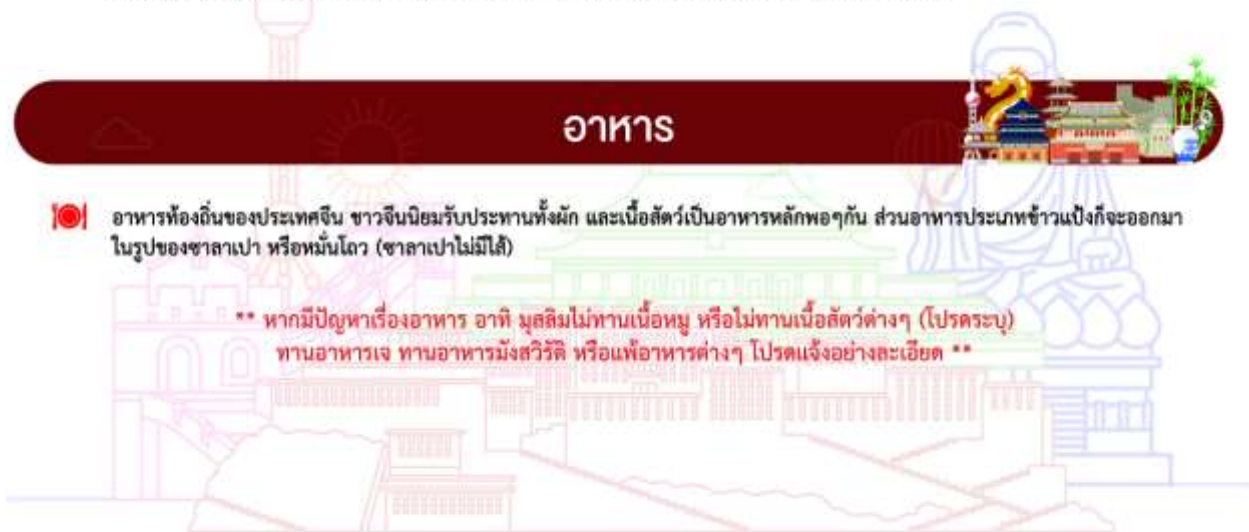 อาหาร
อาหารท้องถิ่นของประเทศจีน ชาวจีนนิยมรับประทานทั้งผัก และเนื้อสัตว์เป็นอาหารหลักพอๆกัน ส่วนอาหารประเภทข้าวแป้งก็จะออกมา
ในรูปของซาลาเปา หรือหมั่นโถว (ซาลาเปาไม่มีไส้)
** หากมีปัญหาเรื่องอาหาร อาทิ มุสลิมไม่ทานเนื้อหมู หรือไม่ทานเนื้อสัตว์ต่างๆ (โปรดระบุ)
ทานอาหารเจ ทานอาหารมังสวิรัติ หรือแพ้อาหารต่างๆ โปรดแจ้งอย่างละเอียด **